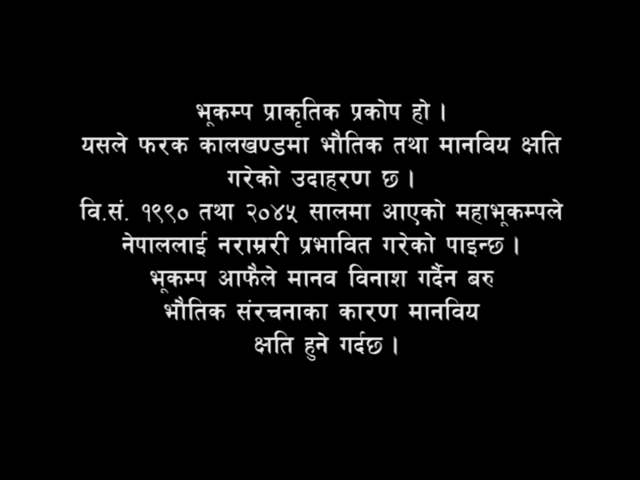 भूकम्प प्राकृतिक प्रकोप हो ।
यसले फरक कालखण्डमा भौतिक तथा मानविय क्षति
गरेको उदाहरण छ ।
वि.सं. १९९० तथा २०४५ सालमा आएको महाभूकम्पले
नेपाललाई नराम्ररी प्रभावित गरेको पाइन्छ ।
भूकम्प आफैले मानव विनाश गर्दैन बरु
भौतिक संरचनाका कारण मानविय
क्षति हुने गर्दछ ।